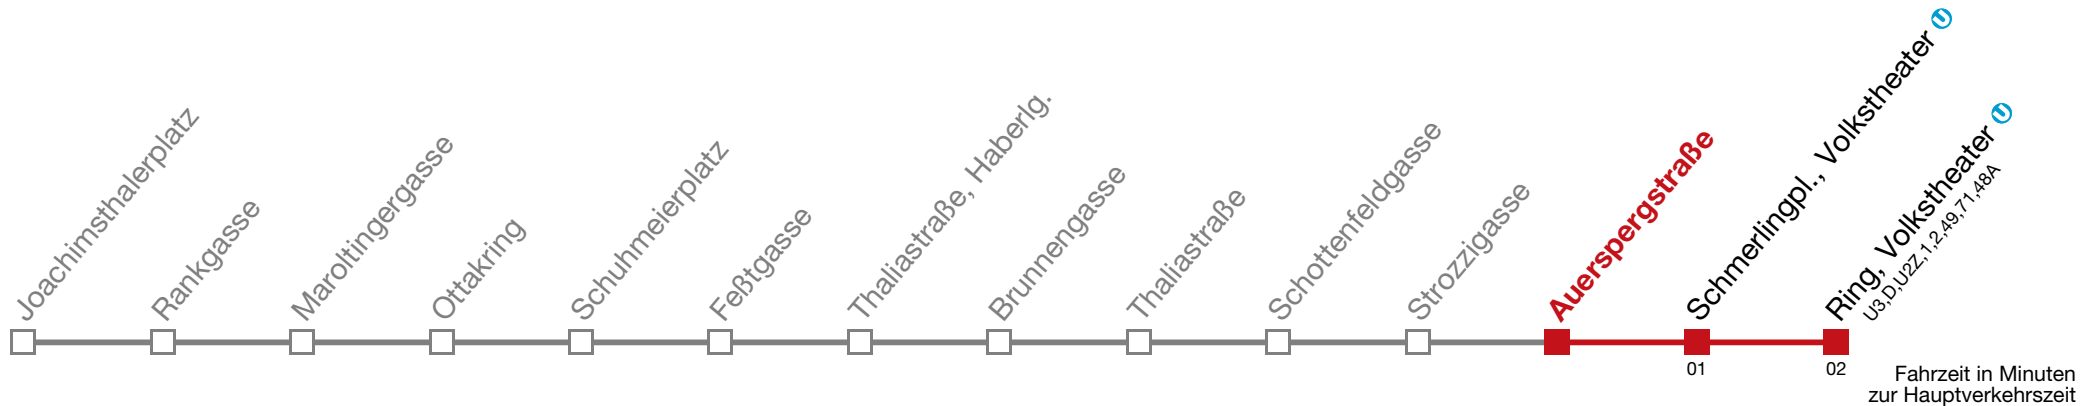 Joachimsthalerplatz
Rankgasse
Maroltingergasse
Ottakring
Schuhmeierplatz
Feßtgasse
Thaliastraße, Haberlg.
Brunnengasse
Thaliastraße
Schottenfeldgasse
Strozzigasse
Auerspergstraße
Schmerlingpl., Volkstheater U
Ring, Volkstheater U
U3,D,U2Z,1,2,49,71,48A
01
02
Fahrzeit in Minuten
zur Hauptverkehrszeit